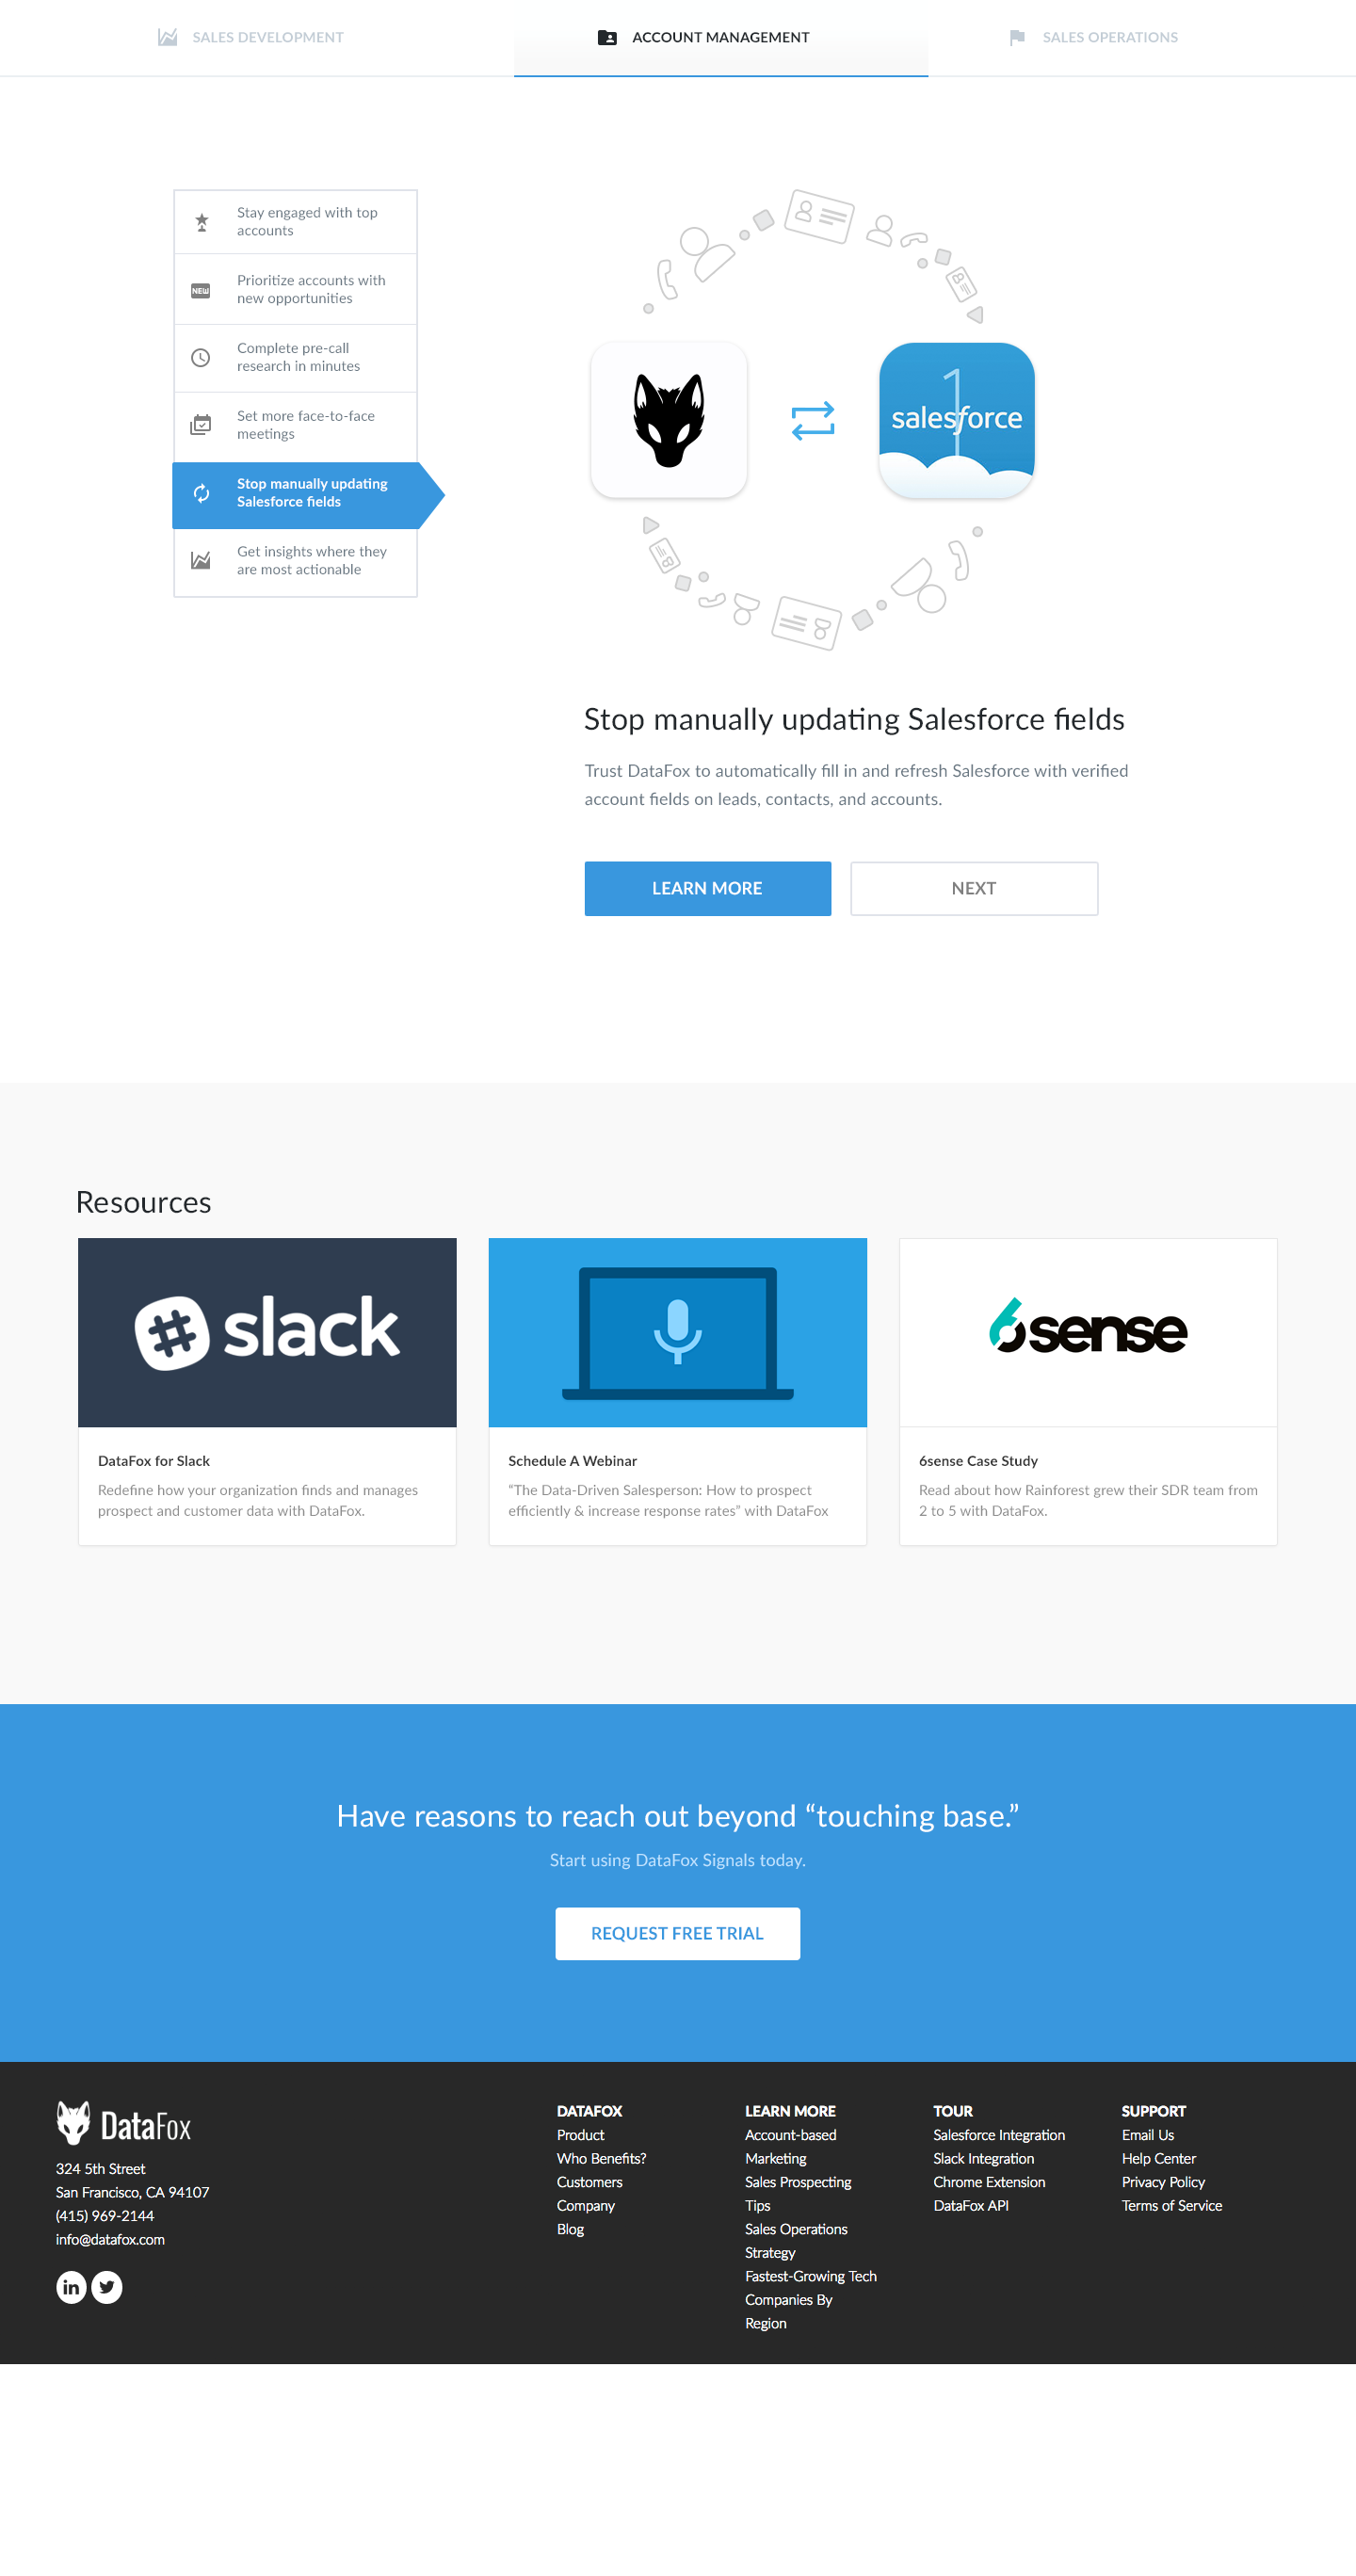 SALES DEVELOPMENT
ACCOUNT MANAGEMENT
SALES OPERATIONS
Stay engaged with top
accounts
NEW
Prioritize accounts with
new opportunities
Complete pre-call
research in minutes
Set more face-to-face
meetings
Stop manually updating
Salesforce fields
Get insights where they
are most actionable
1
salesforce
Stop manually updating Salesforce fields
Trust DataFox to automatically fill in and refresh Salesforce with verified
account fields on leads, contacts, and accounts.
LEARN MORE
NEXT
Resources
slack
6sense
DataFox for Slack
Redefine how your organization finds and manages
prospect and customer data with DataFox.
Schedule A Webinar
“The Data-Driven Salesperson: How to prospect
efficiently & increase response rates” with DataFox
6sense Case Study
Read about how Rainforest grew their SDR team from
2 to 5 with DataFox.
Have reasons to reach out beyond “touching base.”
Start using DataFox Signals today.
REQUEST FREE TRIAL
DataFox
324 5th Street
San Francisco, CA 94107
(415) 969-2144
info@datafox.com
in
DATAFOX
Product
Who Benefits?
Customers
Company
Blog
LEARN MORE
Account-based
Marketing
Sales Prospecting
Tips
Sales Operations
Strategy
Fastest-Growing Tech
Companies By
Region
TOUR
Salesforce Integration
Slack Integration
Chrome Extension
DataFox API
SUPPORT
Email Us
Help Center
Privacy Policy
Terms of Service